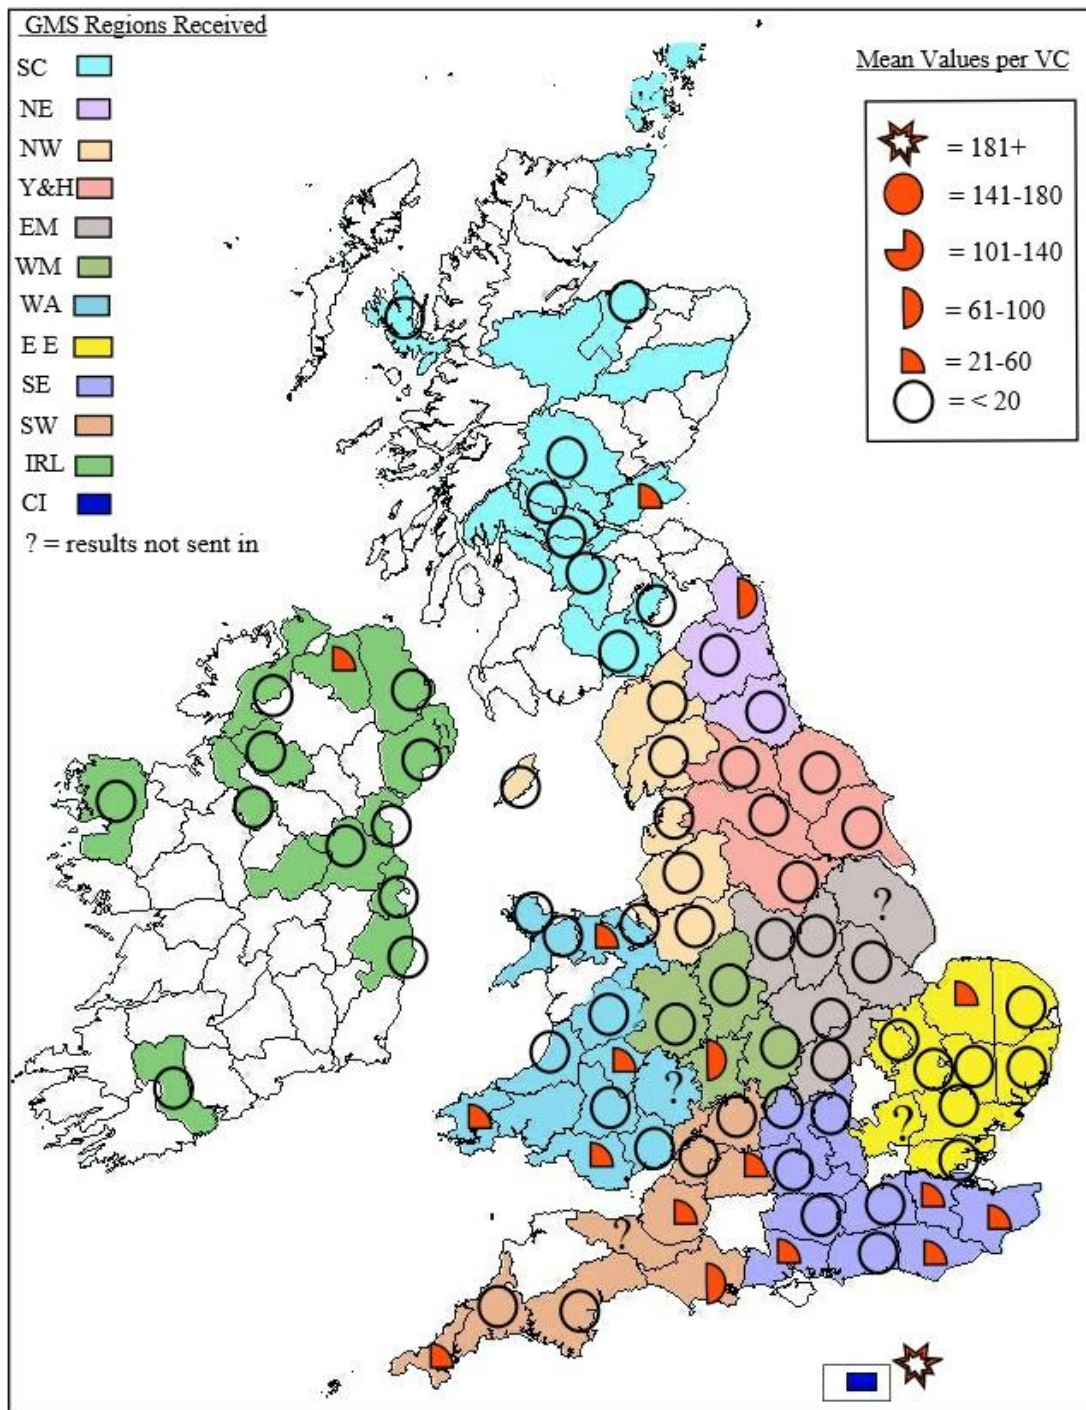 GMS Regions Received
SC
NE
NW
Y&H
EM
WM
WA
E E
SE
SW
IRL
CI
? = results not sent in
Mean Values per VC
= 181+
= 141-180
= 101-140
= 61-100
= 21-60
= < 20
?
?
?
?